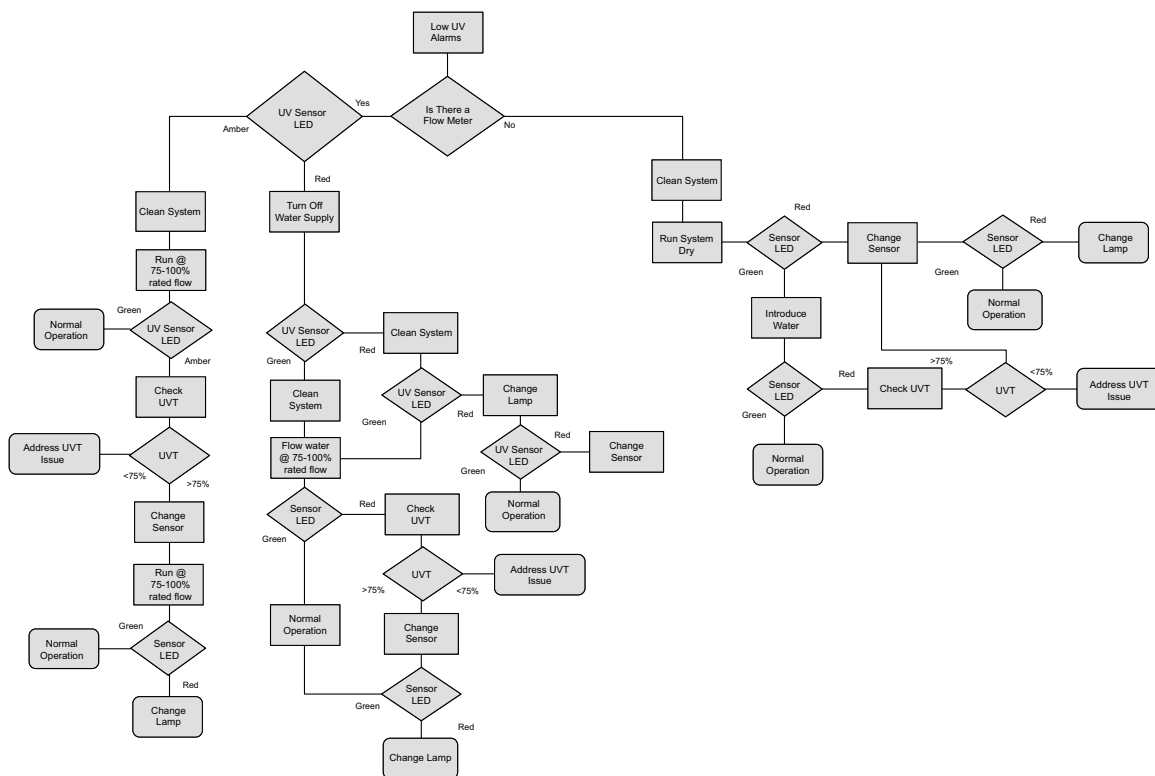 Low UV
Alarms
Is There a
Flow Meter
Yes
No
UV Sensor
LED
Amber
Red
Clean System
Run @
75-100%
rated flow
Green
Normal
Operation
UV Sensor
LED
Amber
Check
UVT
Address UVT
Issue
UVT
<75%
>75%
Change
Sensor
Run @
75-100%
rated flow
Green
Normal
Operation
Sensor
LED
Red
Change
Lamp
Turn Off
Water Supply
UV Sensor
LED
Green
Red
Clean System
Clean
System
UV Sensor
LED
Green
Red
Change
Lamp
Flow water
@ 75-100%
rated flow
UV Sensor
LED
Red
Green
Change
Sensor
Normal
Operation
Sensor
LED
Red
Green
Check
UVT
UVT
>75%
<75%
Address UVT
Issue
Normal
Operation
Change
Sensor
Sensor
LED
Green
Red
Change Lamp
Clean System
Run System
Dry
Sensor
LED
Red
Green
Change
Sensor
Sensor
LED
Red
Green
Change
Lamp
Normal
Operation
Introduce
Water
Sensor
LED
Red
Green
Check UVT
UVT
>75%
<75%
Address UVT
Issue
Normal
Operation